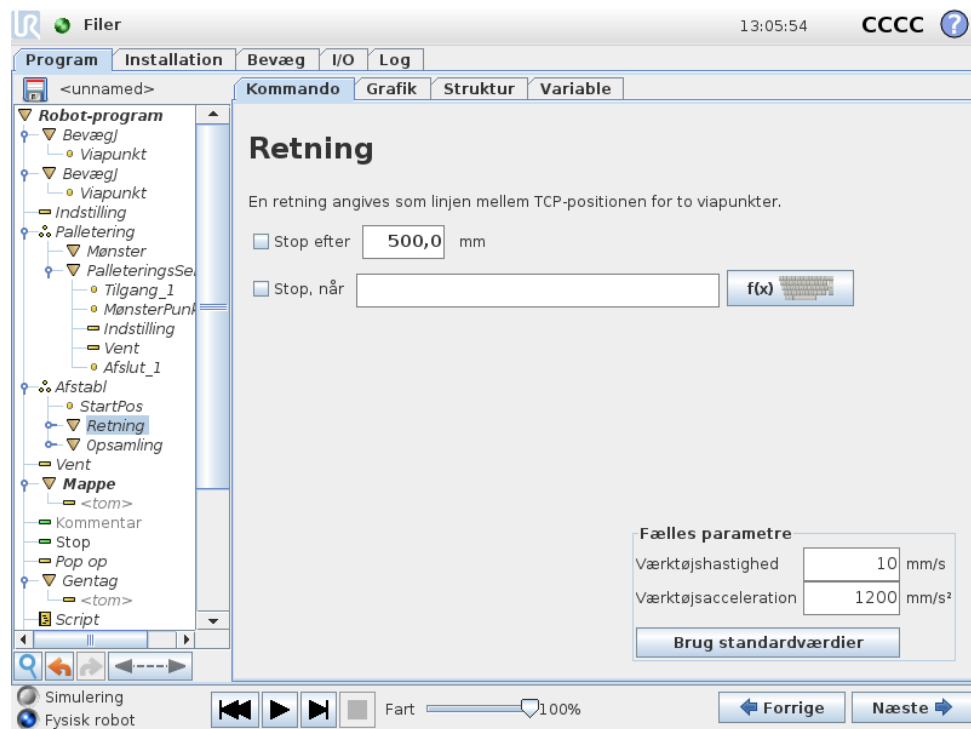 UR Filer 13:05:54 CCCC ?
Program Installation Bevæg I/O Log
<unnamed>
Kommando Grafik Struktur Variable
Robot-program
BevægJ
Viapunkt
BevægJ
Viapunkt
Indstilling
Palletering
Mønster
PalleteringsSe
Tilgang_1
MønsterPunk
Indstilling
Vent
Afslut_1
Afstabl
StartPos
Retning
Opsamling
Vent
Mappe
<tom>
Kommentar
Stop
Pop op
Gentag
<tom>
Script
Retning
En retning angives som linjen mellem TCP-positionen for to viapunkter.
Stop efter 500,0 mm
Stop, når f(x)
Fælles parametre
Værktøjshastighed 10 mm/s
Værktøjsacceleration 1200 mm/s²
Brug standardværdier
Simulering
Fysisk robot
Fart 100%
Forrige Næste